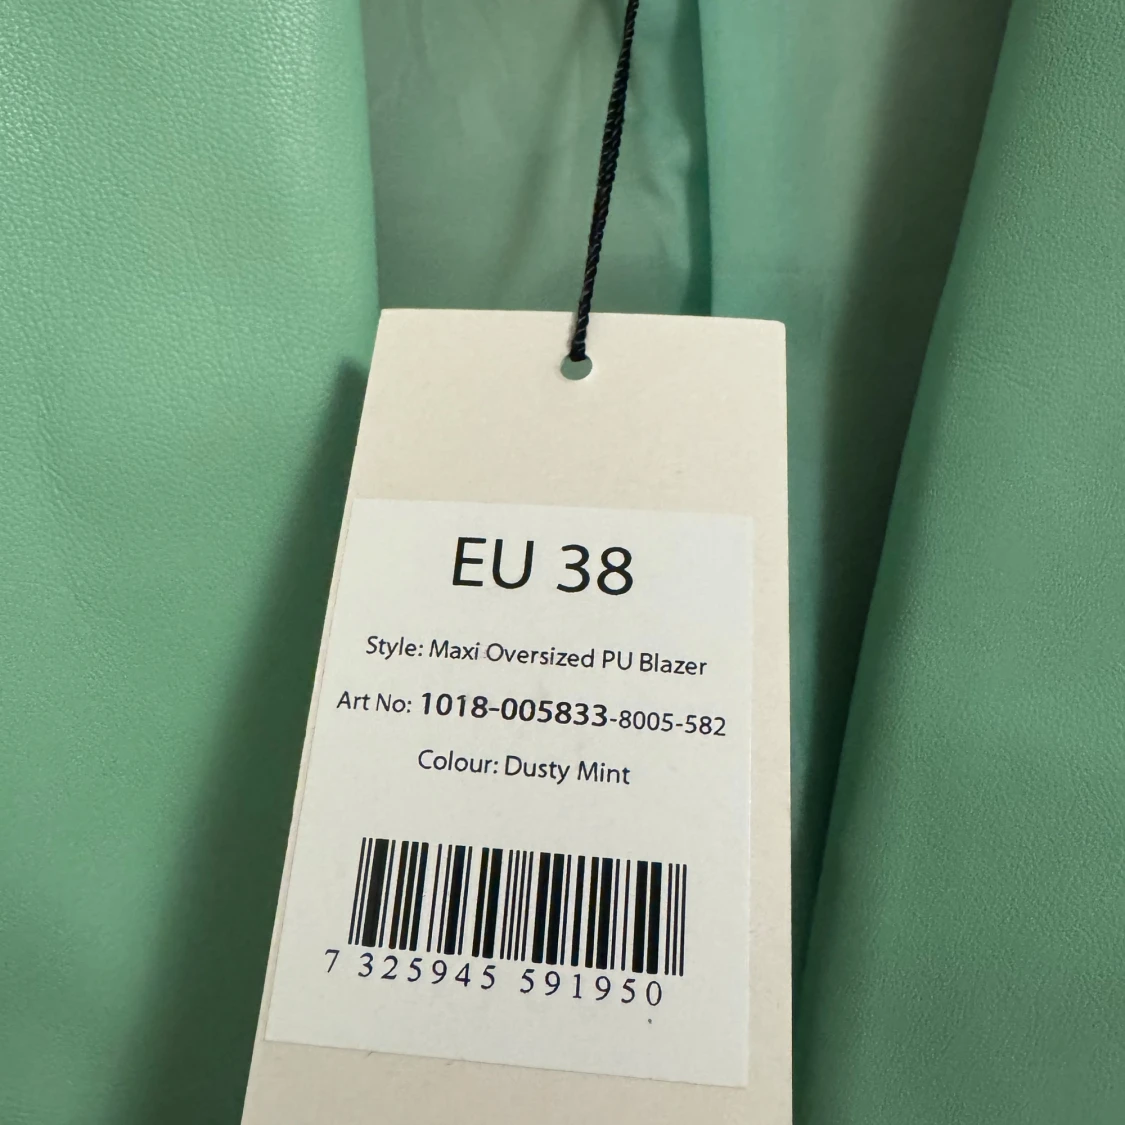 EU 38
Style: Maxi Oversized PU Blazer
Art No: 1018-005833-8005-582
Colour: Dusty Mint
7 325945 591950